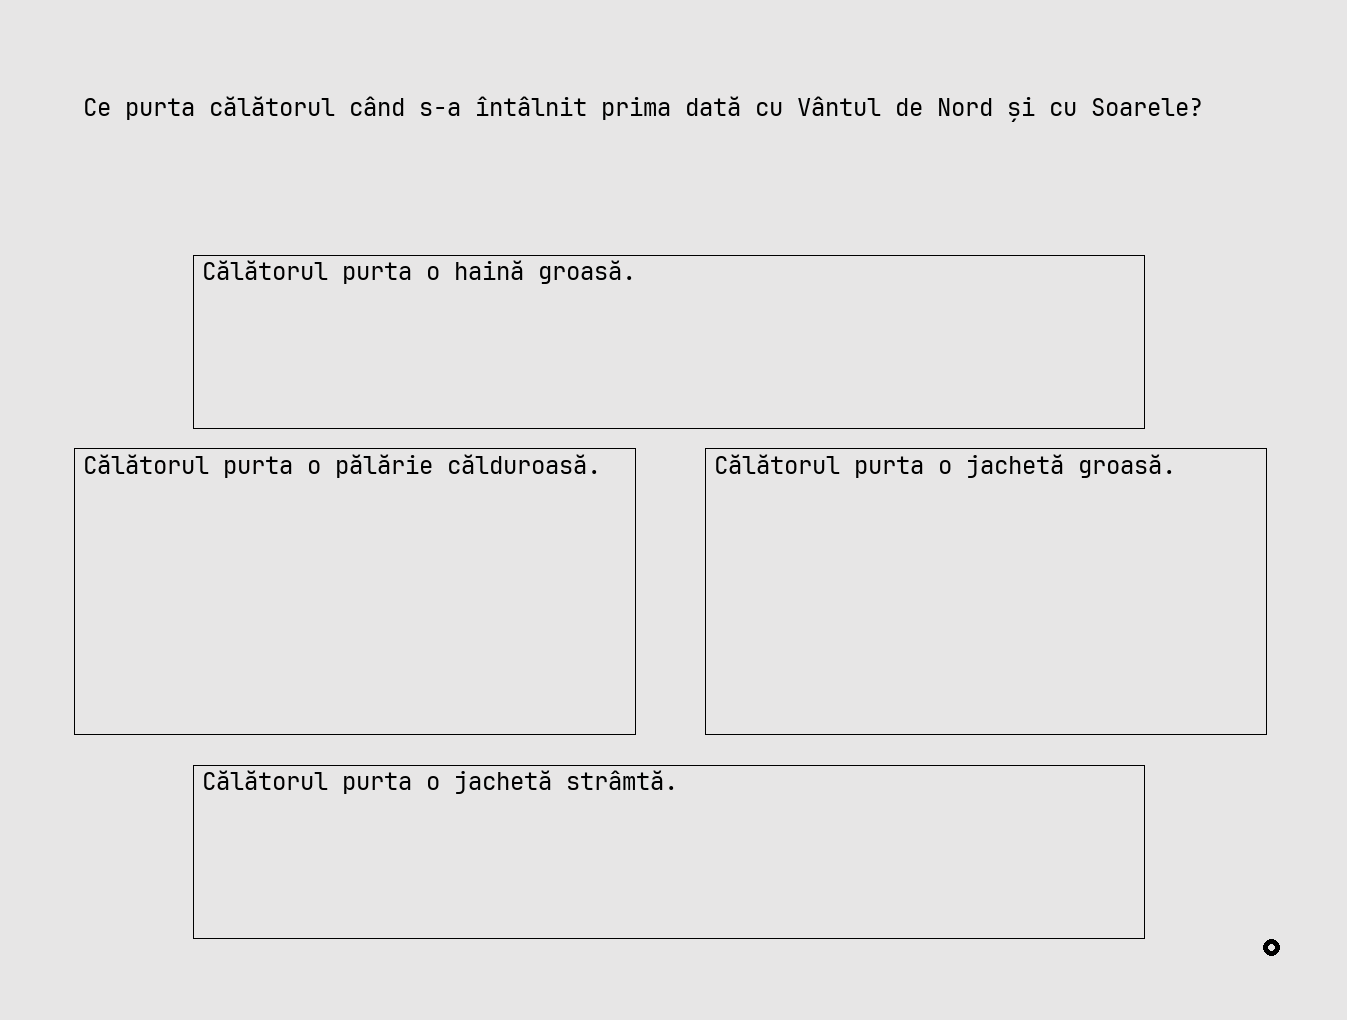 Ce purta călătorul când s-a întâlnit prima dată cu Vântul de Nord și cu Soarele?
Călătorul purta o haină groasă.
Călătorul purta o pălărie călduroasă.
Călătorul purta o jachetă groasă.
Călătorul purta o jachetă strâmtă.